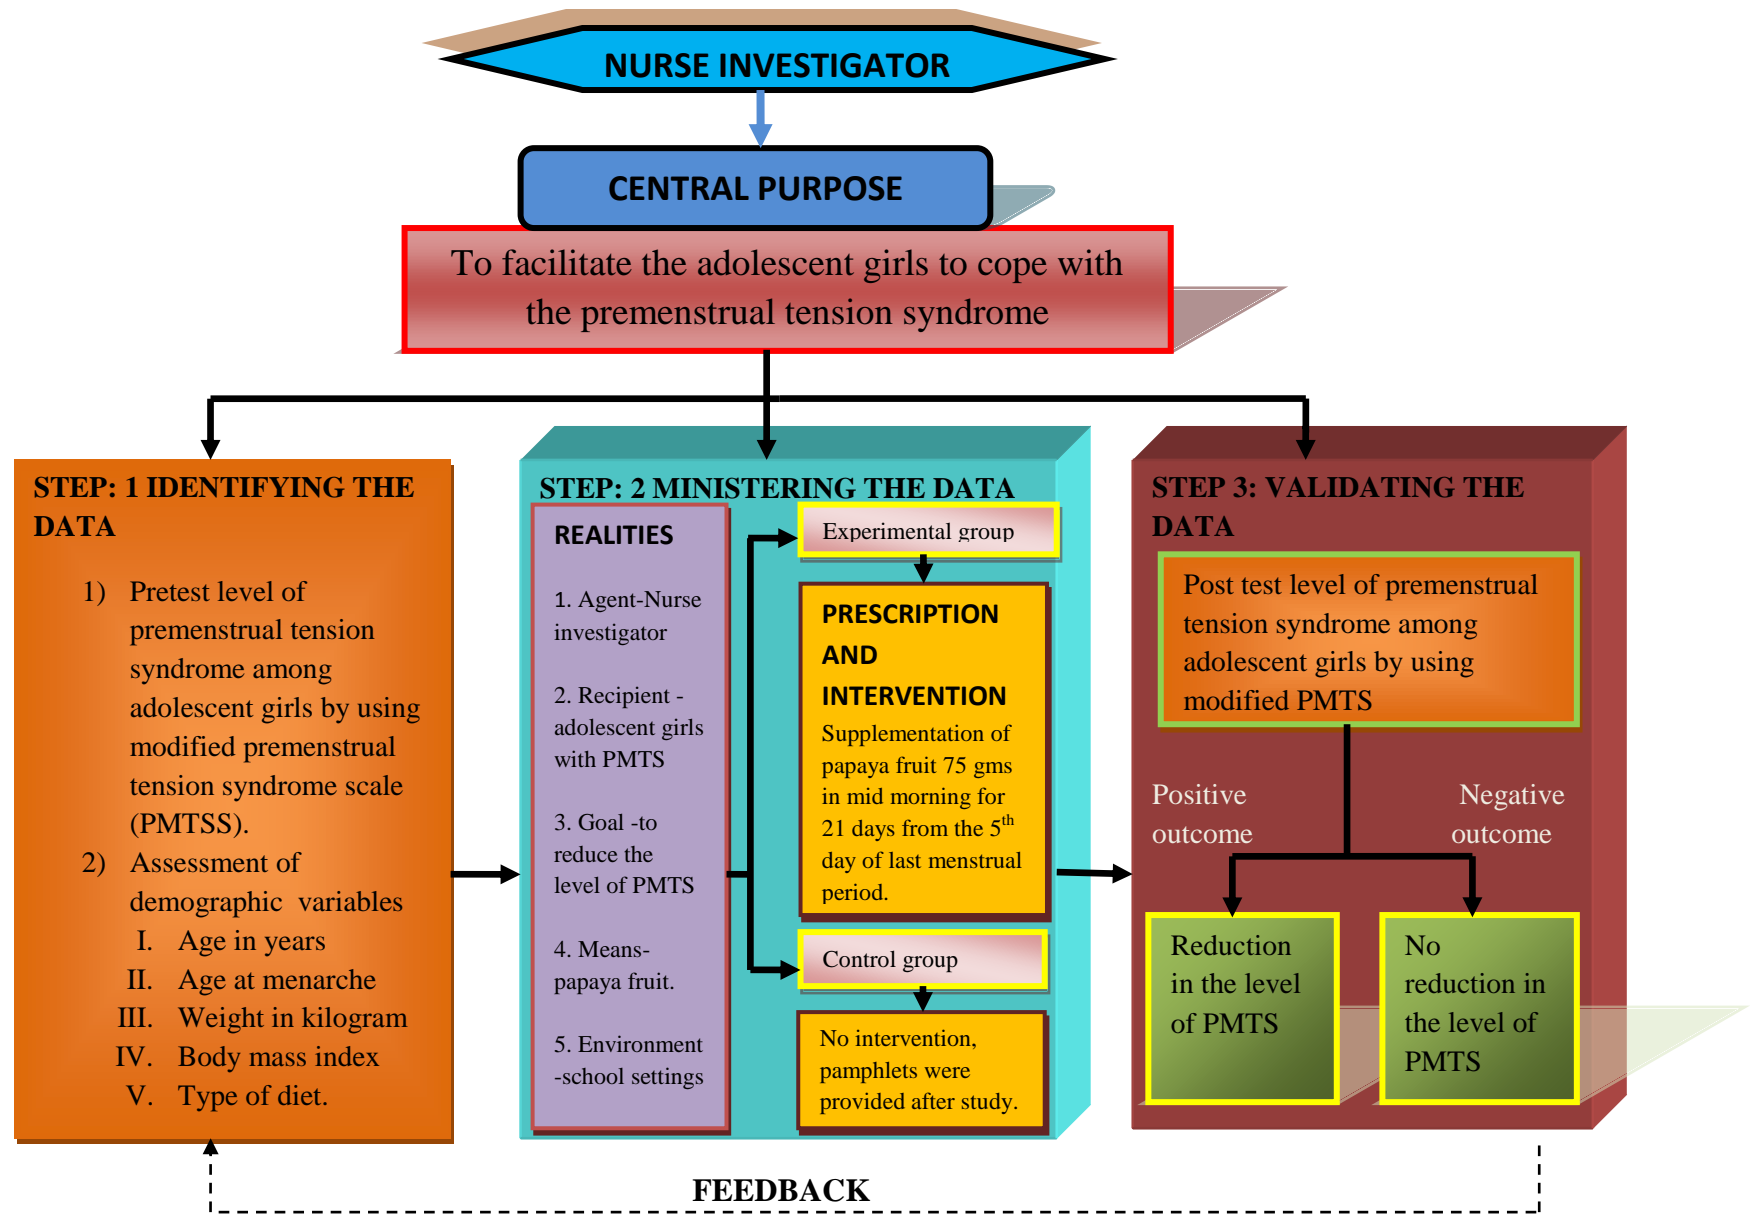 NURSE INVESTIGATOR
CENTRAL PURPOSE
To facilitate the adolescent girls to cope with
the premenstrual tension syndrome
STEP: 1 IDENTIFYING THE
DATA
1) Pretest level of
premenstrual tension
syndrome among
adolescent girls by using
modified premenstrual
tension syndrome scale
(PMTSS).
2) Assessment of
demographic variables
I. Age in years
II. Age at menarche
III. Weight in kilogram
IV. Body mass index
V. Type of diet.
STEP: 2 MINISTERING THE DATA
REALITIES
1. Agent-Nurse
investigator
2. Recipient -
adolescent girls
with PMTS
3. Goal -to
reduce the
level of PMTS
4. Means-
papaya fruit.
5. Environment
-school settings
Experimental group
PRESCRIPTION
AND
INTERVENTION
Supplementation of
papaya fruit 75 gms
in mid morning for
21 days from the 5th
day of last menstrual
period.
Control group
No intervention,
pamphlets were
provided after study.
STEP 3: VALIDATING THE
DATA
Post test level of premenstrual
tension syndrome among
adolescent girls by using
modified PMTS
Positive
outcome
Negative
outcome
Reduction
in the level
of PMTS
No
reduction in
the level of
PMTS
FEEDBACK